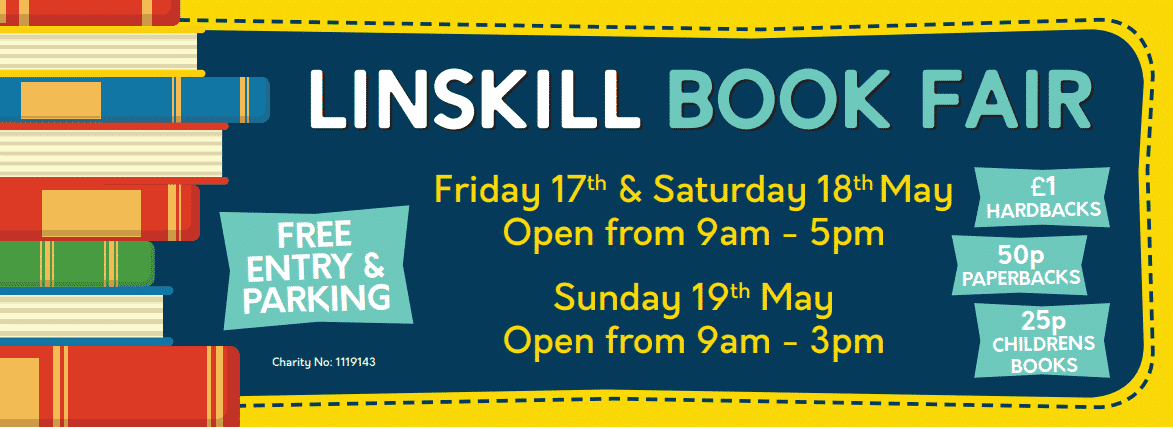 LINSKILL BOOK FAIR
Friday 17th & Saturday 18th May
Open from 9am - 5pm
Sunday 19th May
Open from 9am - 3pm
FREE
ENTRY &
PARKING
Charity No: 1119143
£1
HARDBACKS
50p
PAPERBACKS
25p
CHILDRENS
BOOKS